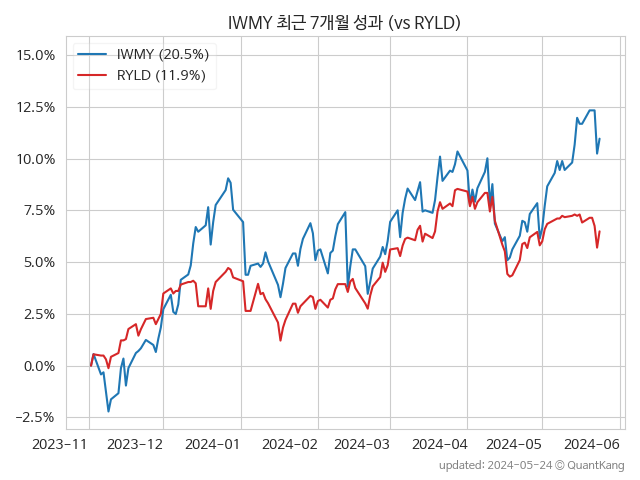 IWMY 최근 7개월 성과 (vs RYLD)
IWMY (20.5%)
RYLD (11.9%)
15.0%
12.5%
10.0%
7.5%
5.0%
2.5%
0.0%
−2.5%
2023-11 2023-12 2024-01 2024-02 2024-03 2024-04 2024-05 2024-06
updated: 2024-05-24 © QuantKang